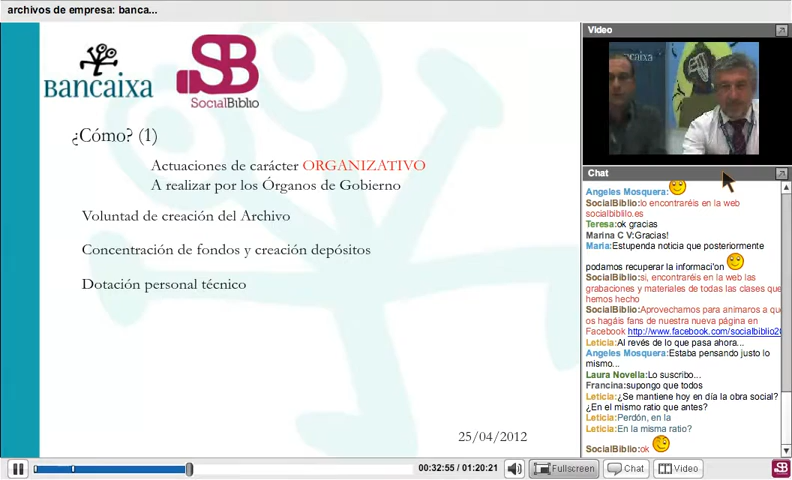 archivos de empresa: banca...
BANCAIXA
SB
SocialBiblio
¿Cómo? (1)
Actuaciones de carácter ORGANIZATIVO
A realizar por los Órganos de Gobierno
Voluntad de creación del Archivo
Concentración de fondos y creación depósitos
Dotación personal técnico
25/04/2012
Video
Chat
Angeles Mosquera:
SocialBiblio:lo encontraréis en la web
socialbiblilo.es
Teresa:ok gracias
Marina C V:Gracias!
Maria:Estupenda noticia que posteriormente
podamos recuperar la informaci'on
SocialBiblio:si, encontraréis en la web las
grabaciones y materiales de todas las clases que
hemos hecho
SocialBiblio:Aprovechamos para animaros a que
os hagáis fans de nuestra nueva página en
Facebook http://www.facebook.com/socialbiblio20
Leticia:Al revés de lo que pasa ahora...
Angeles Mosquera:Estaba pensando justo lo
mismo...
Laura Novella:Lo suscribo...
Francina:supongo que todos
Leticia:¿Se mantiene hoy en día la obra social?
¿En el mismo ratio que antes?
Leticia:Perdón, en la
Leticia:En la misma ratio?
SocialBiblio:ok
00:32:55 / 01:20:21
Fullscreen
Chat
Video
SB